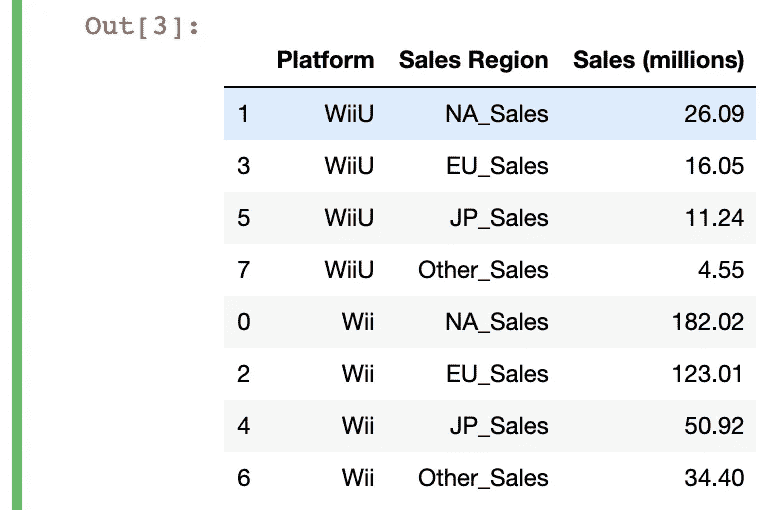 Out[3]:
Platform Sales Region Sales (millions)
1 WiiU NA_Sales 26.09
3 WiiU EU_Sales 16.05
5 WiiU JP_Sales 11.24
7 WiiU Other_Sales 4.55
0 Wii NA_Sales 182.02
2 Wii EU_Sales 123.01
4 Wii JP_Sales 50.92
6 Wii Other_Sales 34.40